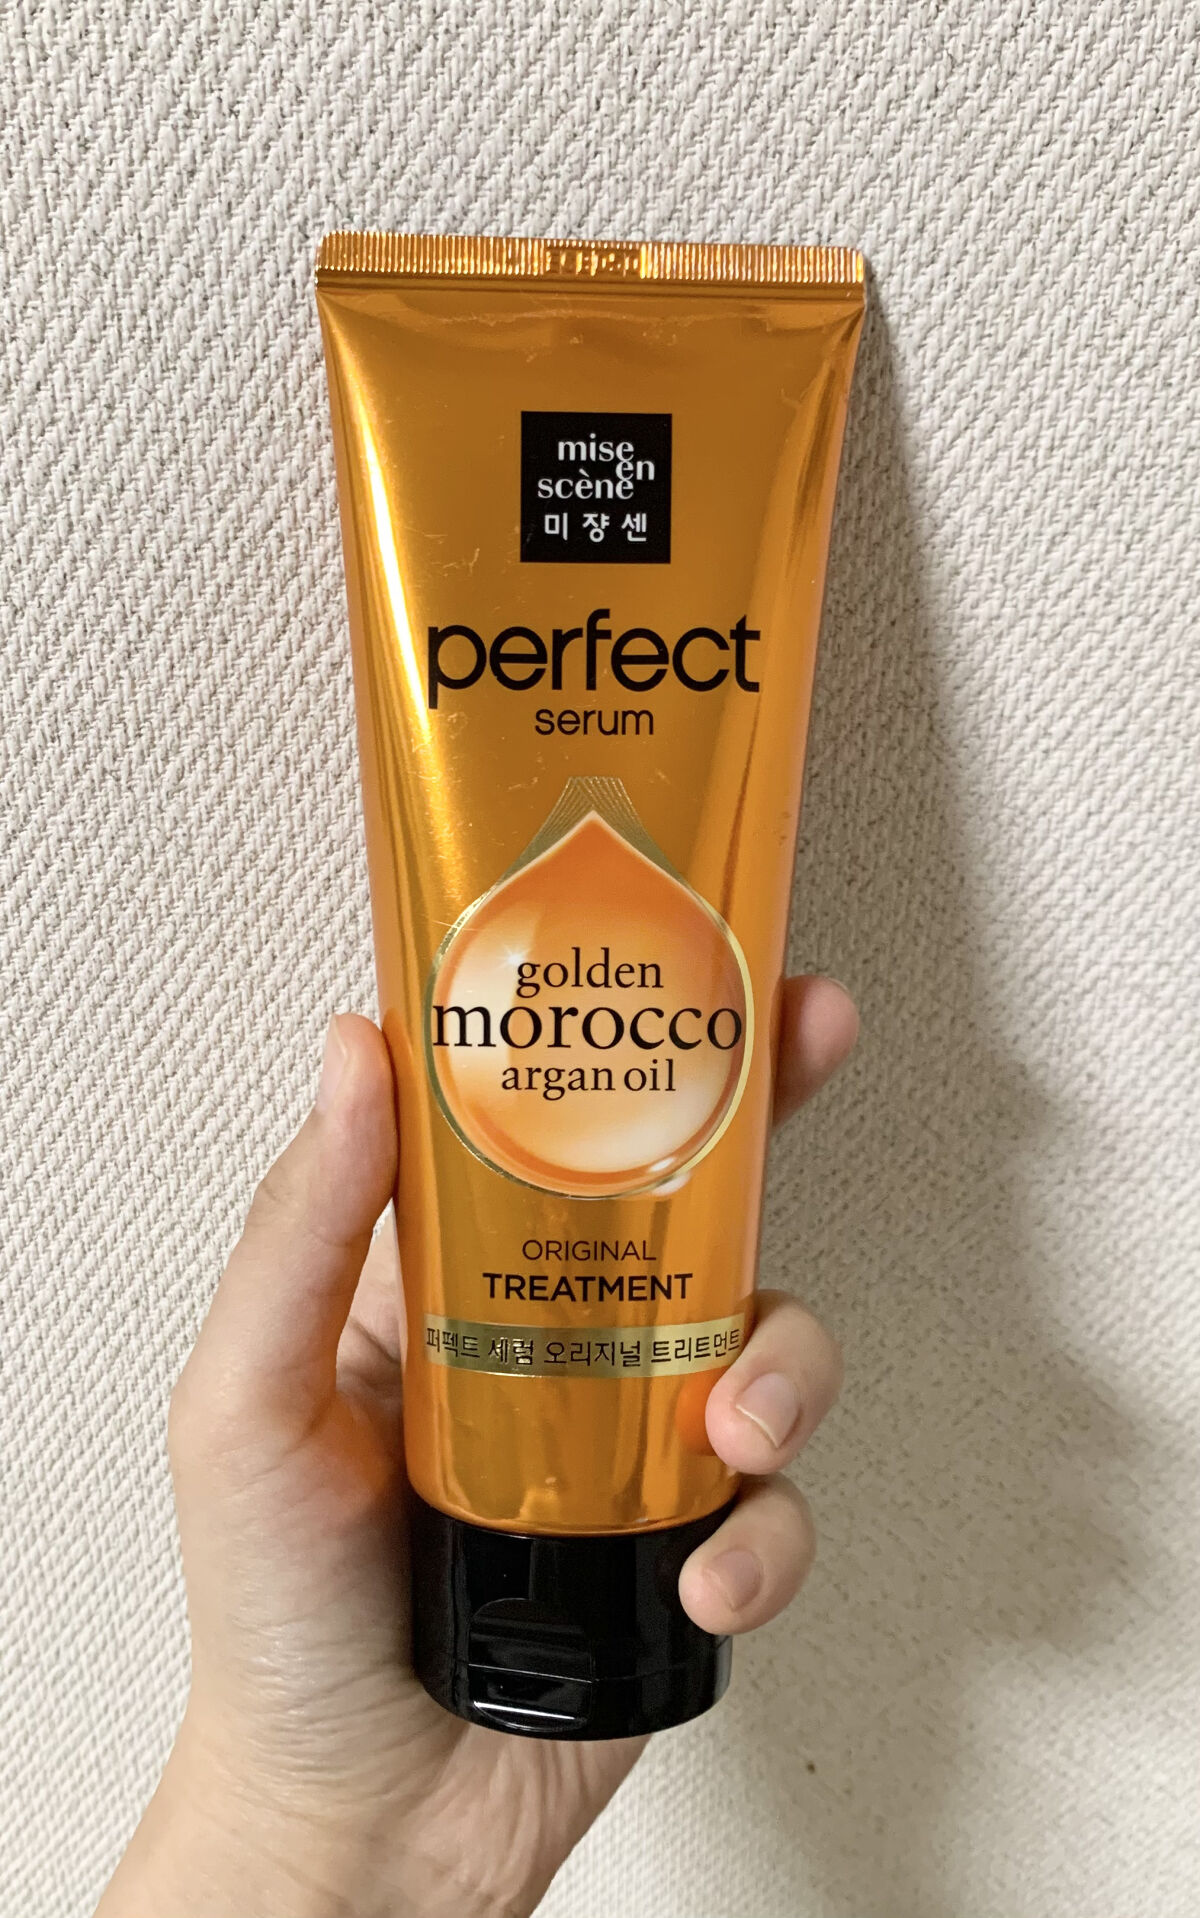 mise
en
scène
미쟝센
perfect
serum
golden
morocco
argan oil
ORIGINAL
TREATMENT
퍼펙트 세럼 오리지널 트리트먼트